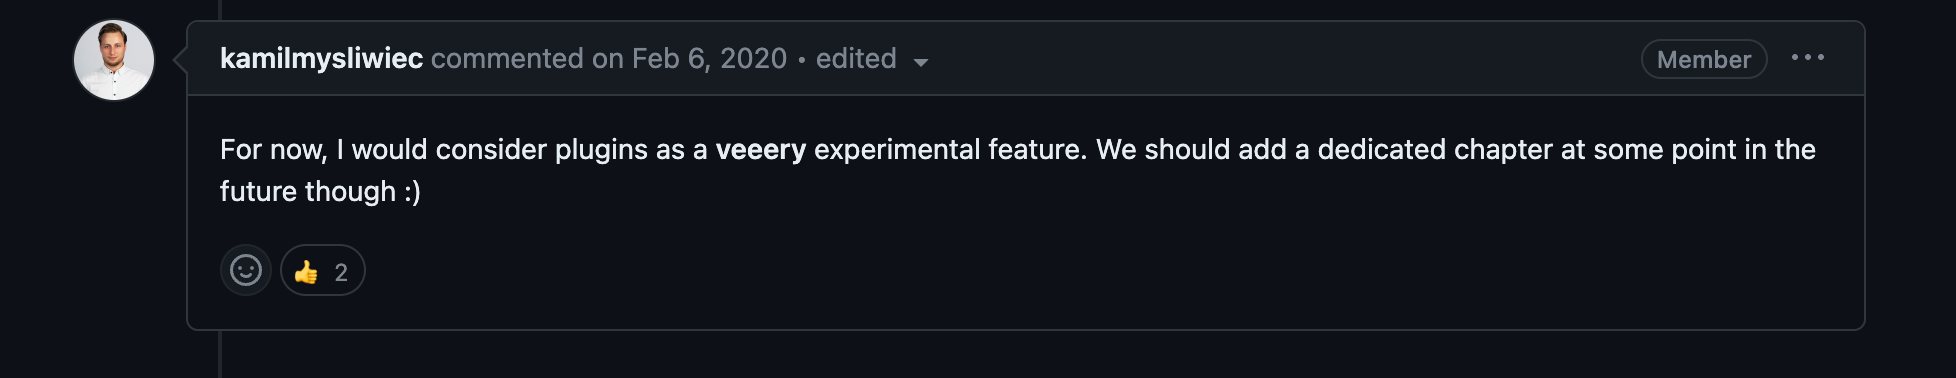 kamilmysliwiec commented on Feb 6, 2020 • edited
Member
For now, I would consider plugins as a veeery experimental feature. We should add a dedicated chapter at some point in the
future though :)
👍 2